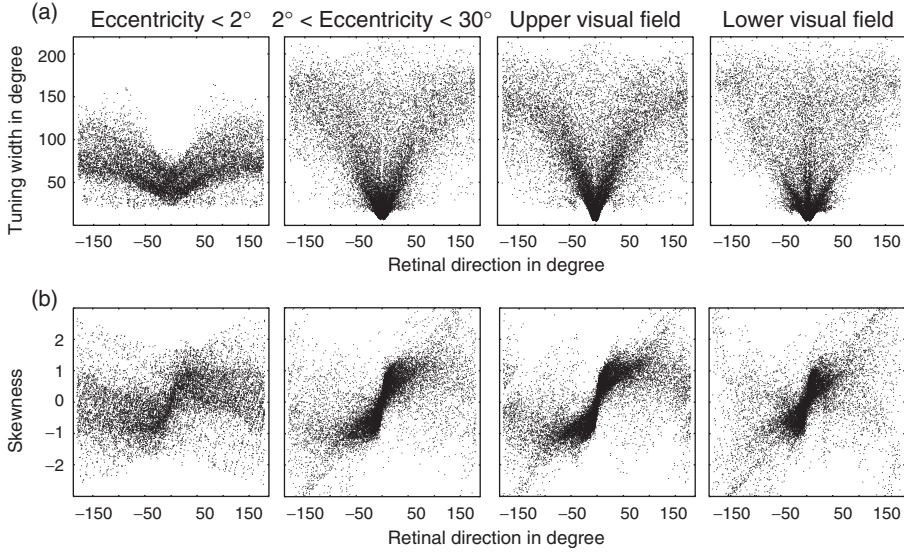 (a)
Eccentricity < 2°
2° < Eccentricity < 30°
Upper visual field
Lower visual field
Tuning width in degree
200
150
100
50
−150 −50 50 150 −150 −50 50 150 −150 −50 50 150 −150 −50 50 150
Retinal direction in degree
(b)
Skewness
2
1
0
−1
−2
−150 −50 50 150 −150 −50 50 150 −150 −50 50 150 −150 −50 50 150
Retinal direction in degree